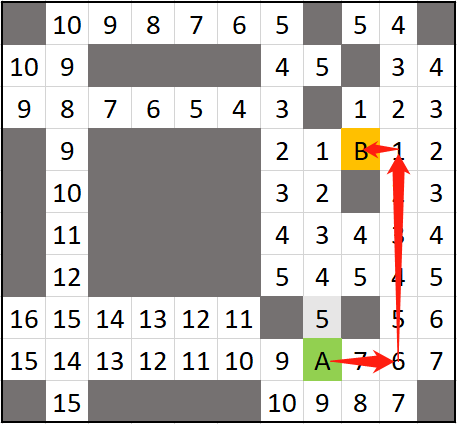 10 9 8 7 6 5 5 4
10 9 4 5 3 4
9 8 7 6 5 4 3 1 2 3
9 2 1 B 1 2
10 3 2 2 3
11 4 3 4 3 4
12 5 4 5 4 5
16 15 14 13 12 11 5 5 6
15 14 13 12 11 10 9 A 7 6 7
15 10 9 8 7